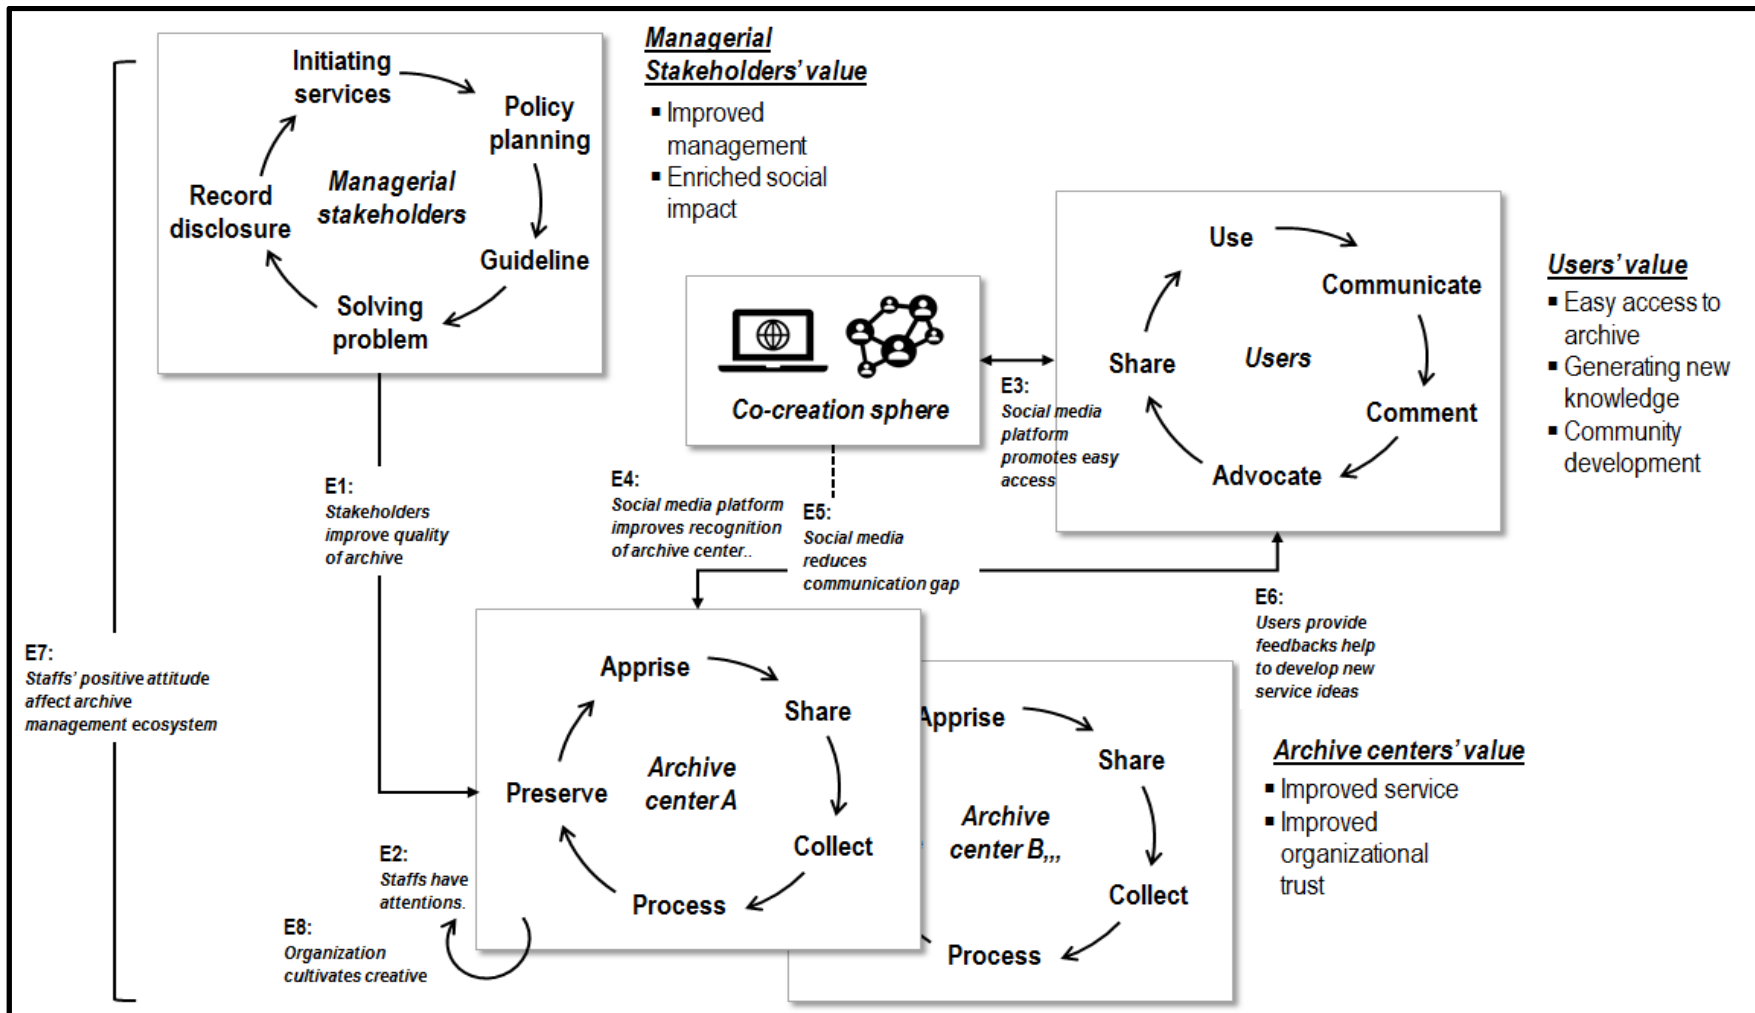 Initiating
services
Policy
planning
Guideline
Solving
problem
Record
disclosure
Managerial
stakeholders
Managerial
Stakeholders' value
▪ Improved
management
▪ Enriched social
impact
Co-creation sphere
Use
Communicate
Comment
Advocate
Share
Users
Users' value
▪ Easy access to
archive
▪ Generating new
knowledge
▪ Community
development
E1:
Stakeholders
improve quality
of archive
E4:
Social media platform
improves recognition
of archive center..
E5:
Social media
reduces
communication gap
E3:
Social media
platform
promotes easy
access
E6:
Users provide
feedbacks help
to develop new
service ideas
E7:
Staffs' positive attitude
affect archive
management ecosystem
Apprise
Share
Collect
Process
Preserve
Archive
center A
Apprise
Share
Collect
Process
Archive
center B,,,
Archive centers' value
▪ Improved service
▪ Improved
organizational
trust
E2:
Staffs have
attentions.
E8:
Organization
cultivates creative